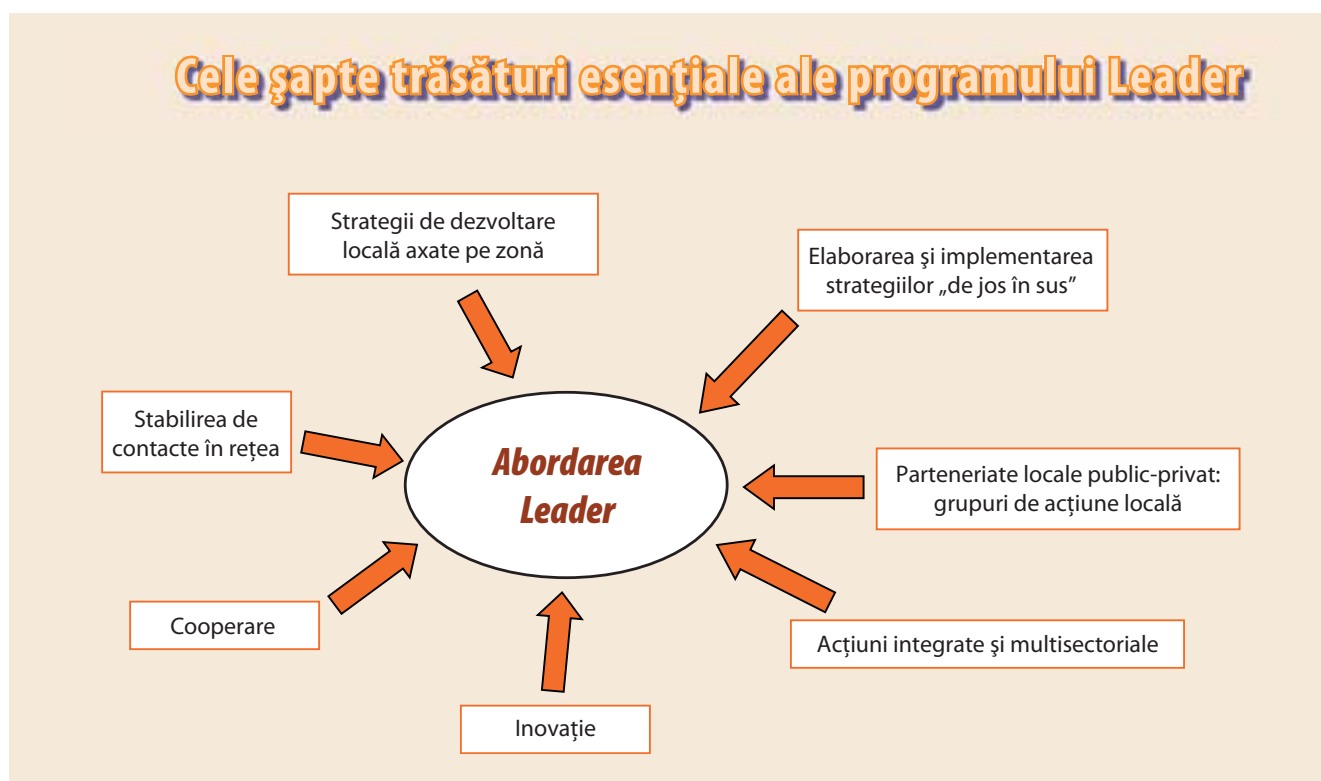 Cele şapte trăsături esenţiale ale programului Leader
Strategii de dezvoltare
locală axate pe zonă
Elaborarea şi implementarea
strategiilor „de jos în sus”
Stabilirea de
contacte în reţea
Abordarea
Leader
Parteneriate locale public-privat:
grupuri de acţiune locală
Cooperare
Acţiuni integrate şi multisectoriale
Inovaţie